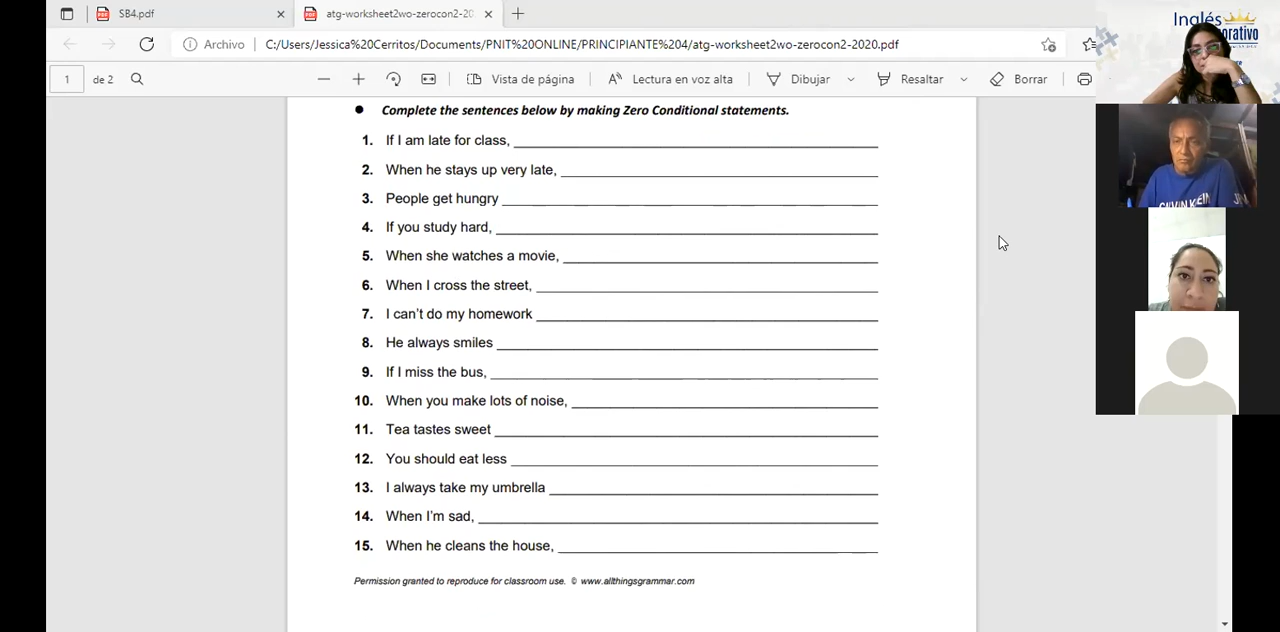 SB4.pdf
atg-worksheet2wo-zerocon2-20
Archivo
C:/Users/Jessica%20Cerritos/Documents/PNIT%20ONLINE/PRINCIPIANTE%204/atg-worksheet2wo-zerocon2-2020.pdf
1 de 2
Vista de página
Lectura en voz alta
Dibujar
Resaltar
Borrar
Complete the sentences below by making Zero Conditional statements.
1. If I am late for class,
2. When he stays up very late,
3. People get hungry
4. If you study hard,
5. When she watches a movie,
6. When I cross the street,
7. I can't do my homework
8. He always smiles
9. If I miss the bus,
10. When you make lots of noise,
11. Tea tastes sweet
12. You should eat less
13. I always take my umbrella
14. When I'm sad,
15. When he cleans the house,
Permission granted to reproduce for classroom use. © www.allthingsgrammar.com
Inglés